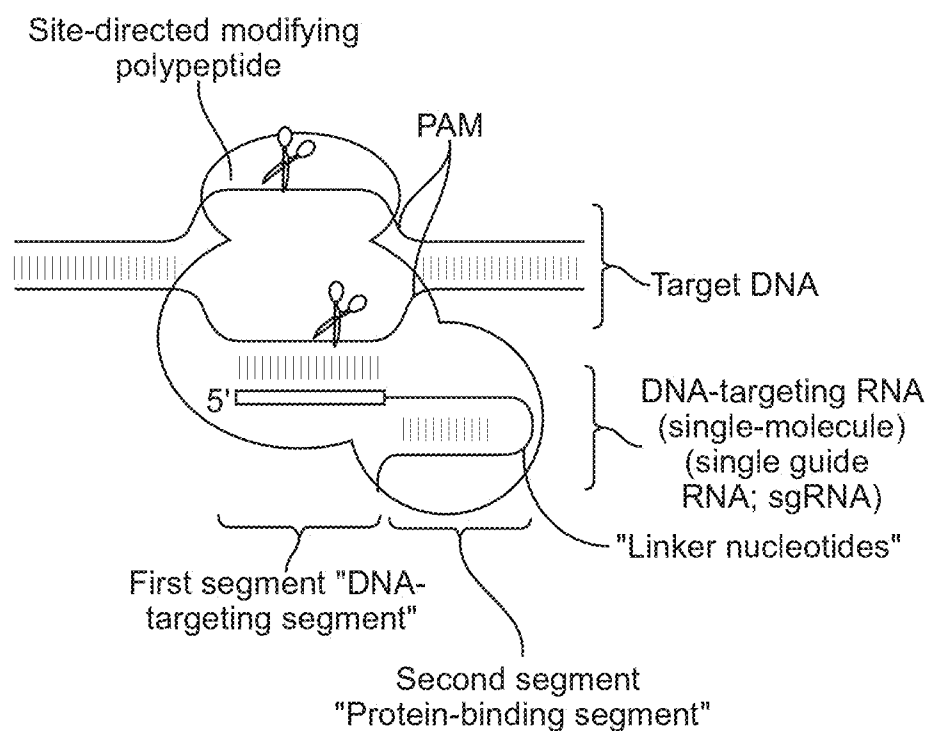 Site-directed modifying
polypeptide
PAM
Target DNA
5'
DNA-targeting RNA
(single-molecule)
(single guide
RNA; sgRNA)
"Linker nucleotides"
First segment "DNA-
targeting segment"
Second segment
"Protein-binding segment"